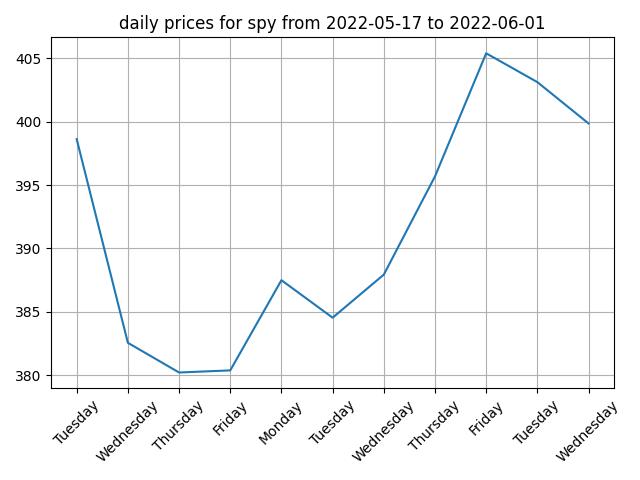 daily prices for spy from 2022-05-17 to 2022-06-01
405
400
395
390
385
380
Tuesday
Wednesday
Thursday
Friday
Monday
Tuesday
Wednesday
Thursday
Friday
Tuesday
Wednesday